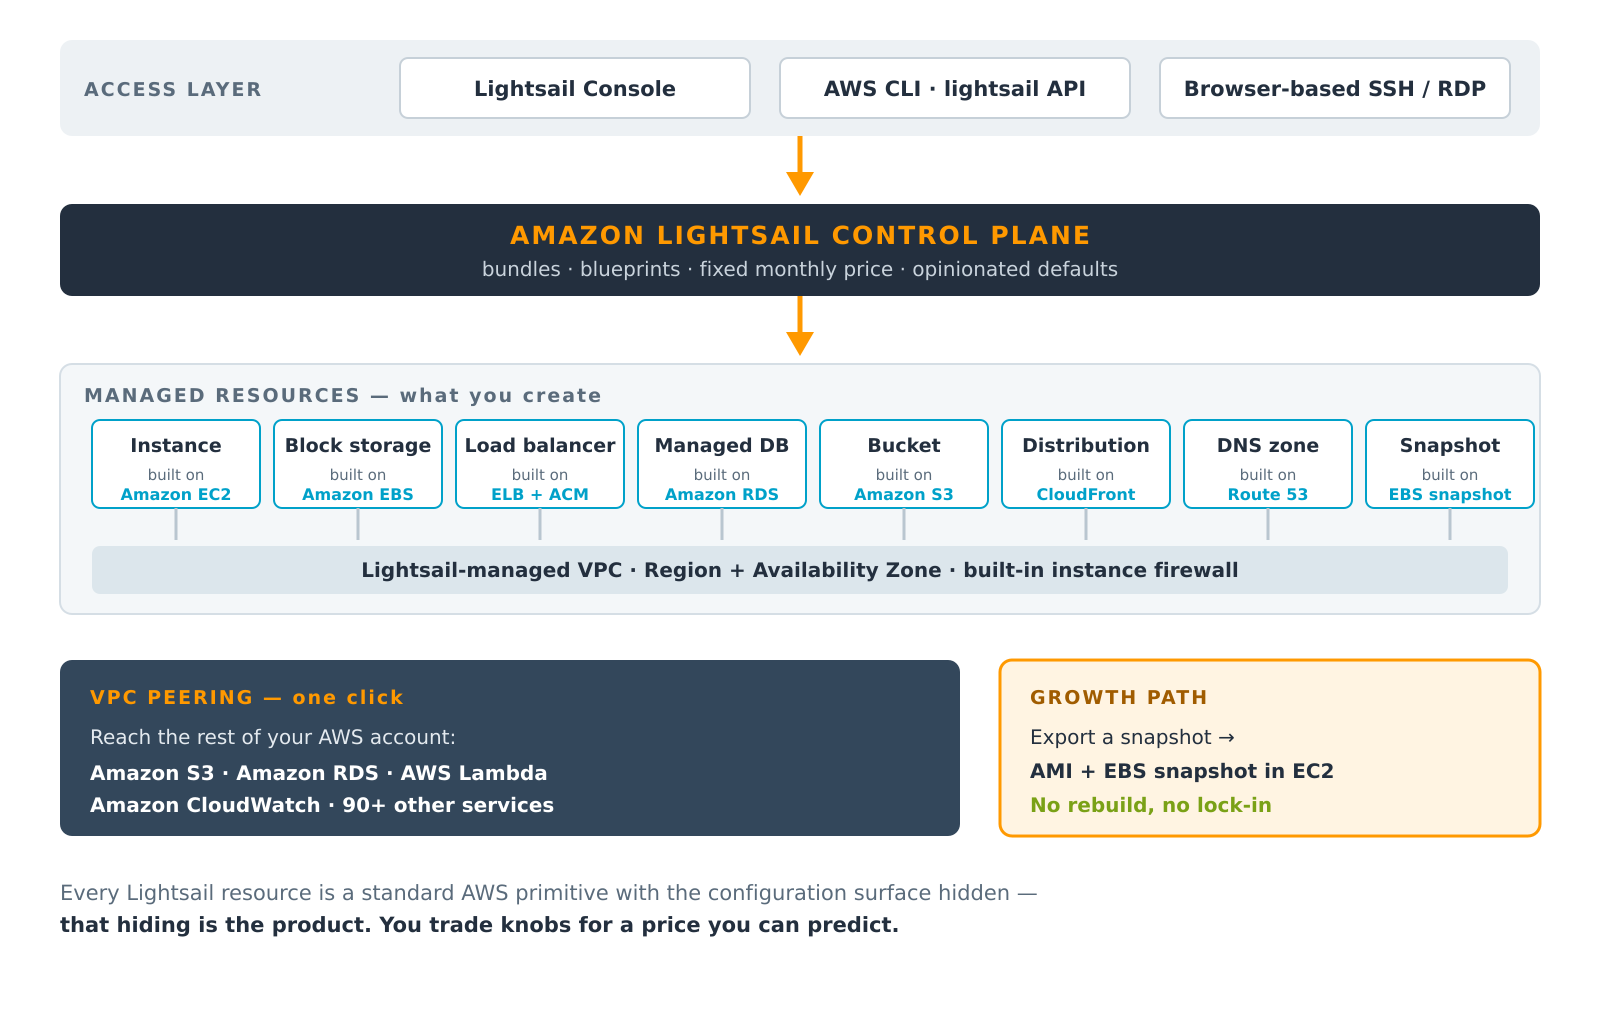 ACCESS LAYER
Lightsail Console
AWS CLI · lightsail API
Browser-based SSH / RDP
AMAZON LIGHTSAIL CONTROL PLANE
bundles · blueprints · fixed monthly price · opinionated defaults
MANAGED RESOURCES — what you create
Instance
built on
Amazon EC2
Block storage
built on
Amazon EBS
Load balancer
built on
ELB + ACM
Managed DB
built on
Amazon RDS
Bucket
built on
Amazon S3
Distribution
built on
CloudFront
DNS zone
built on
Route 53
Snapshot
built on
EBS snapshot
Lightsail-managed VPC · Region + Availability Zone · built-in instance firewall
VPC PEERING — one click
Reach the rest of your AWS account:
Amazon S3 · Amazon RDS · AWS Lambda
Amazon CloudWatch · 90+ other services
GROWTH PATH
Export a snapshot →
AMI + EBS snapshot in EC2
No rebuild, no lock-in
Every Lightsail resource is a standard AWS primitive with the configuration surface hidden —
that hiding is the product. You trade knobs for a price you can predict.